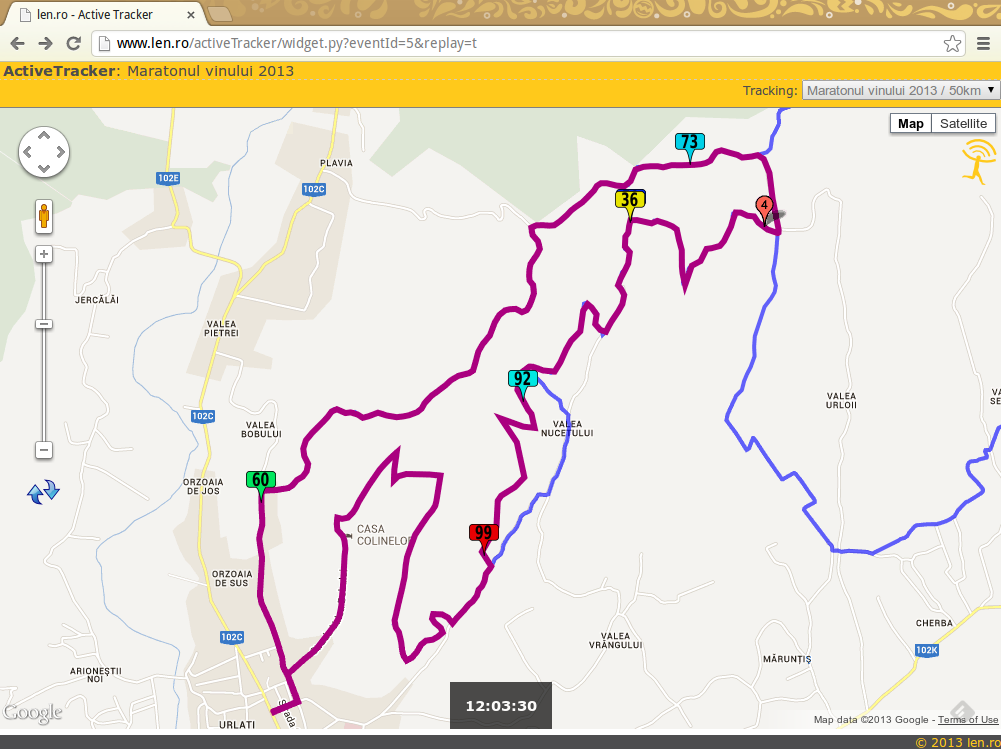 len.ro - Active Tracker
www.len.ro/activeTracker/widget.py?eventId=5&replay=t
ActiveTracker: Maratonul vinului 2013
Tracking: Maratonul vinului 2013 / 50km
Map Satellite
73
PLAVIA
102E
102C
36
4
JERCĂLĂI
VALEA
PIETREI
92
VALEA
URLOII
VA
SE
102C
VALEA
BOBULUI
VALEA
NUCETULUI
60
ORZOAIA
DE JOS
99
CASA
COLINELOR
ORZOAIA
DE SUS
102C
CHERBA
VALEA
VRÂNGULUI
102K
MĂRUNȚIȘ
ARIONEȘTII
NOI
Strada
12:03:30
Google
URLATI
Map data ©2013 Google - Terms of Use
© 2013 len.ro